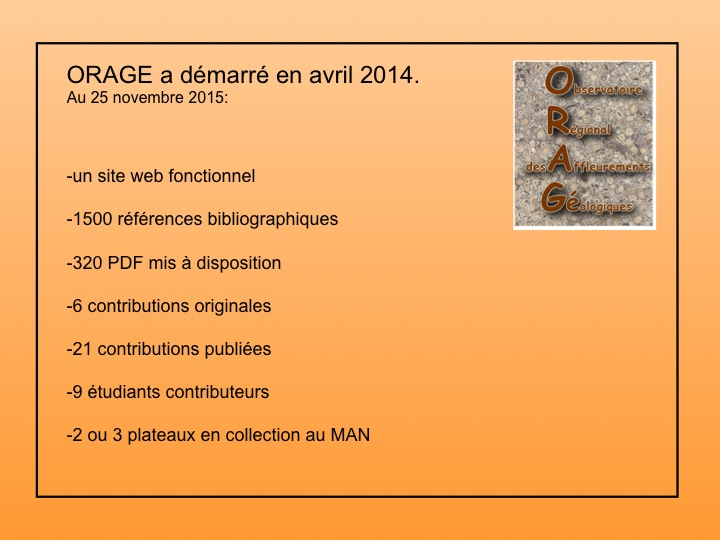 ORAGE a démarré en avril 2014.
Au 25 novembre 2015:
Observatoire
Régional
des Affleurements
Géologiques
-un site web fonctionnel
-1500 références bibliographiques
-320 PDF mis à disposition
-6 contributions originales
-21 contributions publiées
-9 étudiants contributeurs
-2 ou 3 plateaux en collection au MAN